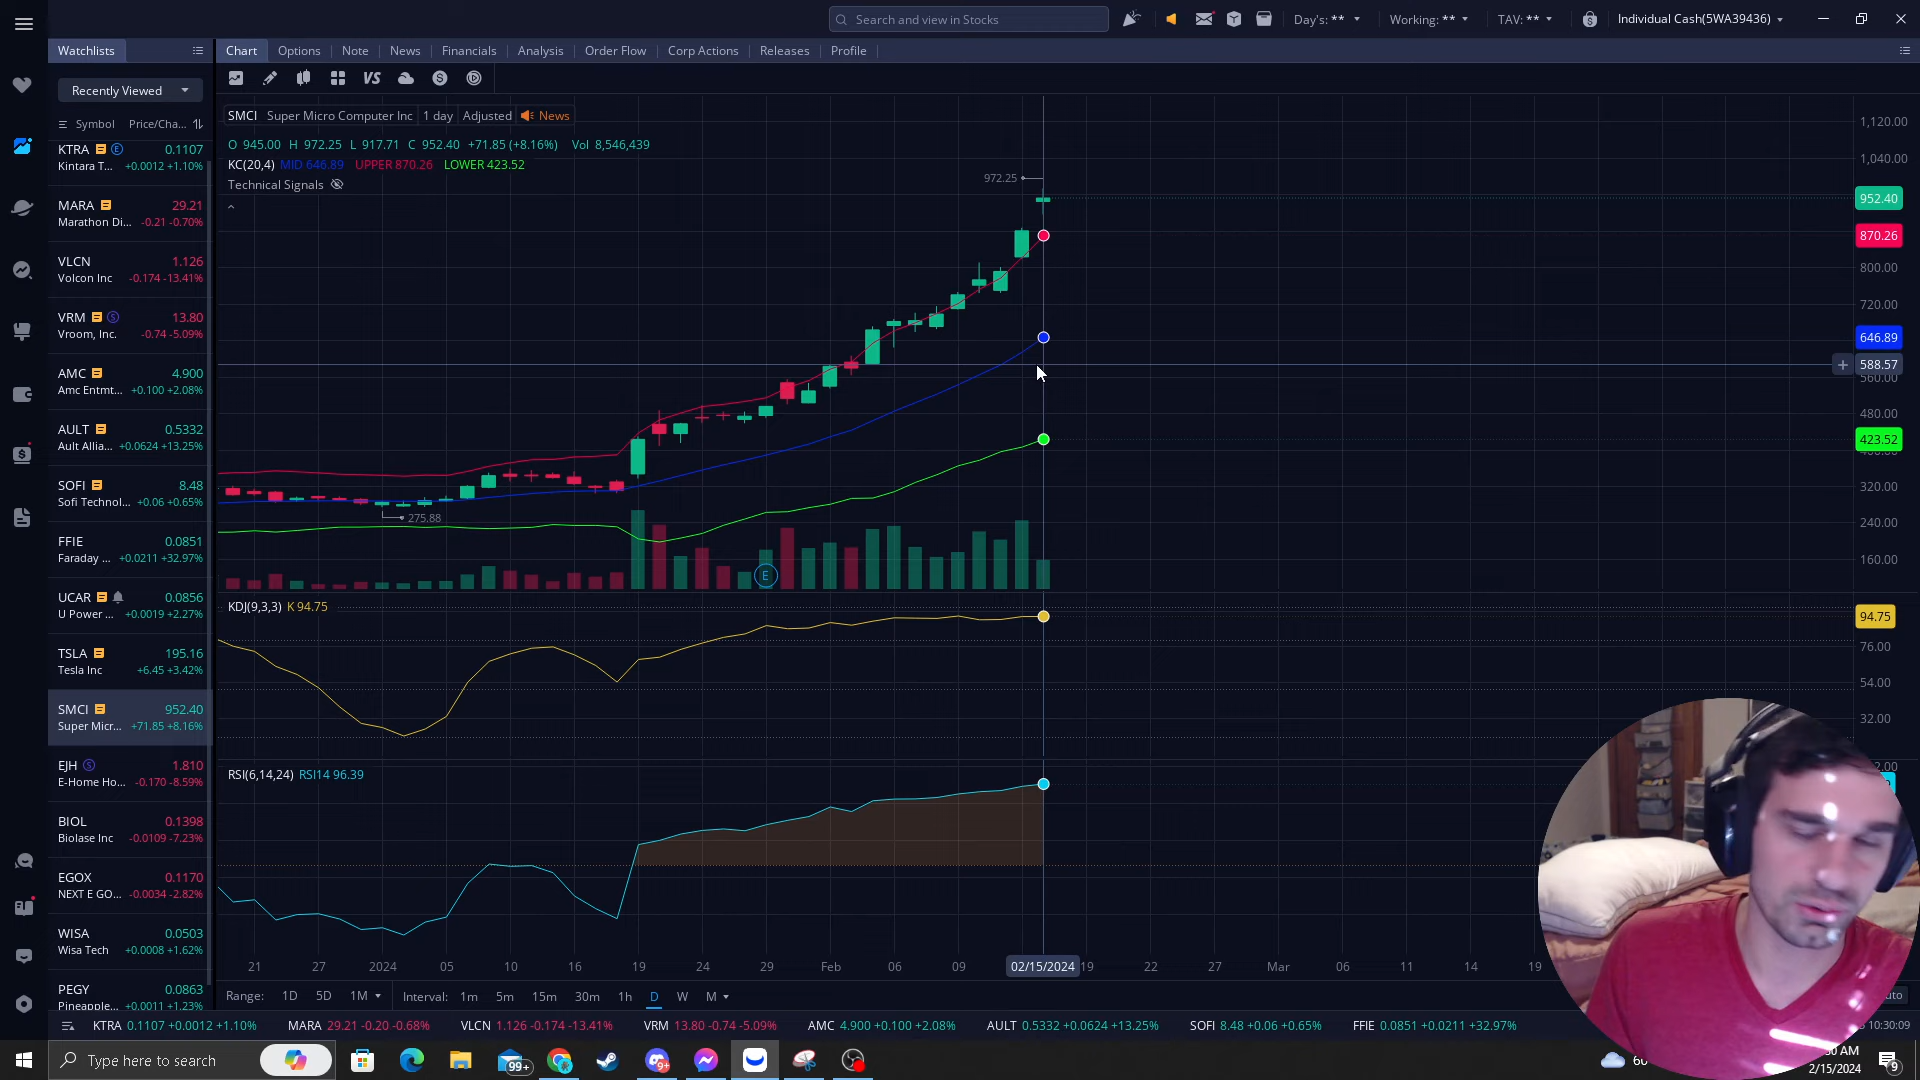 Search and view in Stocks
Day's: **
Working: **
TAV: **
Individual Cash(5WA39436)
Watchlists
Chart Options Note News Financials Analysis Order Flow Corp Actions Releases Profile
Recently Viewed
VS
Symbol Price/Cha...
KTRA 0.1107
Kintara T... +0.0012 +1.10%
MARA 29.21
Marathon Di... -0.21 -0.70%
VLCN 1.126
Volcon Inc -0.174 -13.41%
VRM 13.80
Vroom, Inc. -0.74 -5.09%
AMC 4.900
Amc Entmt... +0.100 +2.08%
AULT 0.5332
Ault Allia... +0.0624 +13.25%
SOFI 8.48
Sofi Technol... +0.06 +0.65%
FFIE 0.0851
Faraday ... +0.0211 +32.97%
UCAR 0.0856
U Power ... +0.0019 +2.27%
TSLA 195.16
Tesla Inc +6.45 +3.42%
SMCI 952.40
Super Micr... +71.85 +8.16%
EJH 1.810
E-Home Ho... -0.170 -8.59%
BIOL 0.1398
Biolase Inc -0.0109 -7.23%
EGOX 0.1170
NEXT E GO... -0.0034 -2.82%
WISA 0.0503
Wisa Tech +0.0008 +1.62%
PEGY 0.0863
Pineapple... +0.0011 +1.23%
SMCI Super Micro Computer Inc 1 day Adjusted News
O 945.00 H 972.25 L 917.71 C 952.40 +71.85 (+8.16%) Vol 8,546,439
KC(20,4) MID 646.89 UPPER 870.26 LOWER 423.52
Technical Signals
972.25
275.88
E
1,120.00
1,040.00
952.40
870.26
800.00
720.00
646.89
588.57
560.00
480.00
423.52
320.00
240.00
160.00
KDJ(9,3,3) K 94.75
94.75
76.00
54.00
32.00
RSI(6,14,24) RSI14 96.39
21 27 2024 05 10 16 19 24 29 Feb 06 09 02/15/2024 19 22 27 Mar 06 11 14 19
Range: 1D 5D 1M Interval: 1m 5m 15m 30m 1h D W M
KTRA 0.1107 +0.0012 +1.10% MARA 29.21 -0.20 -0.68% VLCN 1.126 -0.174 -13.41% VRM 13.80 -0.74 -5.09% AMC 4.900 +0.100 +2.08% AULT 0.5332 +0.0624 +13.25% SOFI 8.48 +0.06 +0.65% FFIE 0.0851 +0.0211 +32.97%
10:30:09
Type here to search
99+
9+
AM
2/15/2024
9